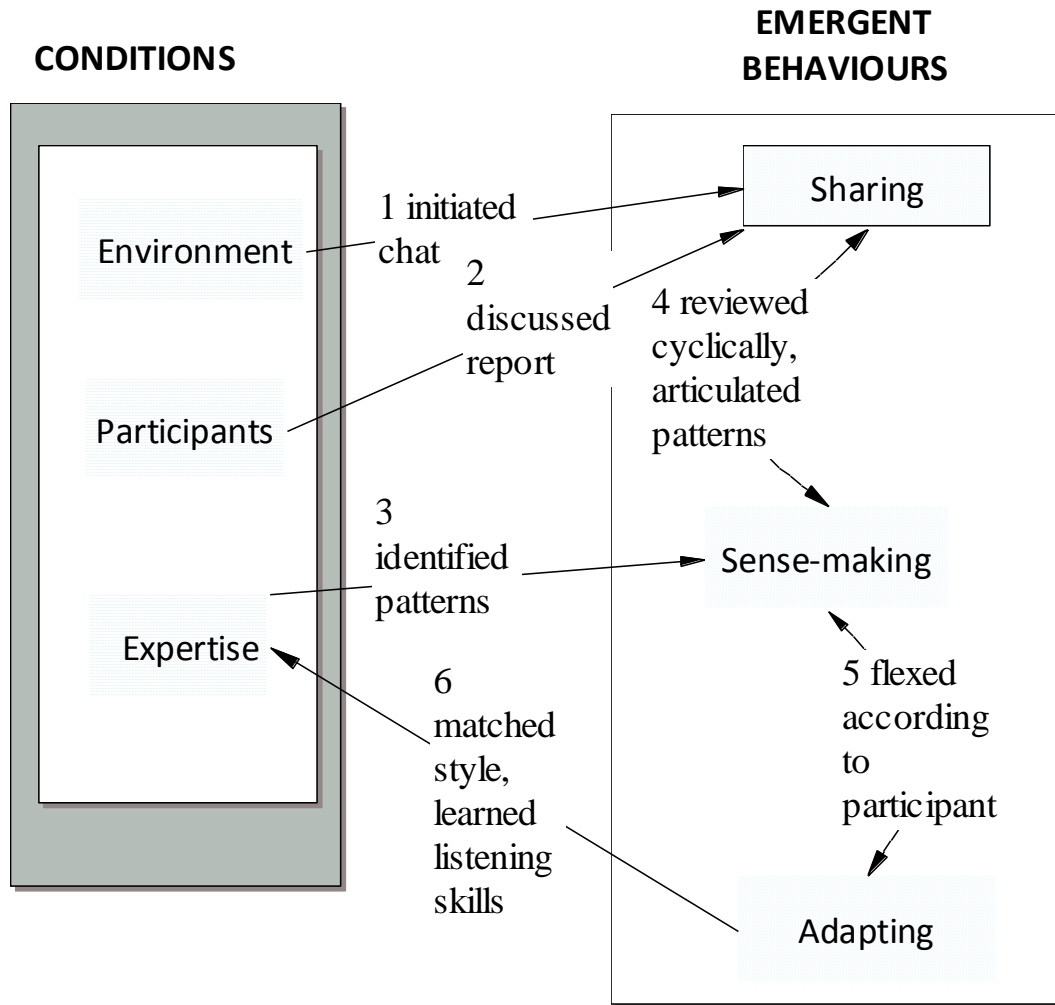 CONDITIONS
EMERGENT
BEHAVIOURS
Environment
Participants
Expertise
1 initiated
chat
2
discussed
report
3
identified
patterns
6
matched
style,
learned
listening
skills
Sharing
4 reviewed
cyclically,
articulated
patterns
Sense-making
5 flexed
according
to
participant
Adapting